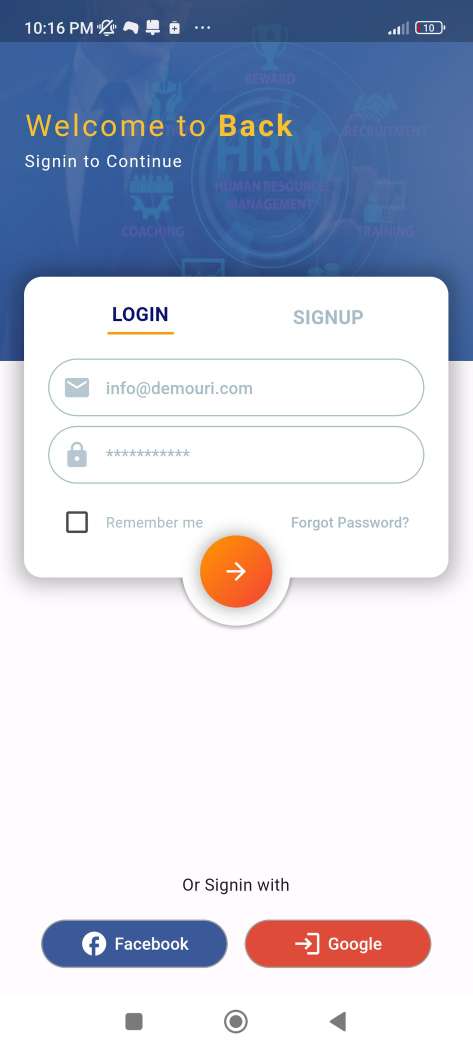 10:16 PM
10
REWARD
RECRUITMENT
HRM
HUMAN RESOURCE
MANAGEMENT
COACHING
TRAINING
Welcome to Back
Signin to Continue
LOGIN
SIGNUP
info@demouri.com
***********
Remember me
Forgot Password?
Or Signin with
Facebook
Google